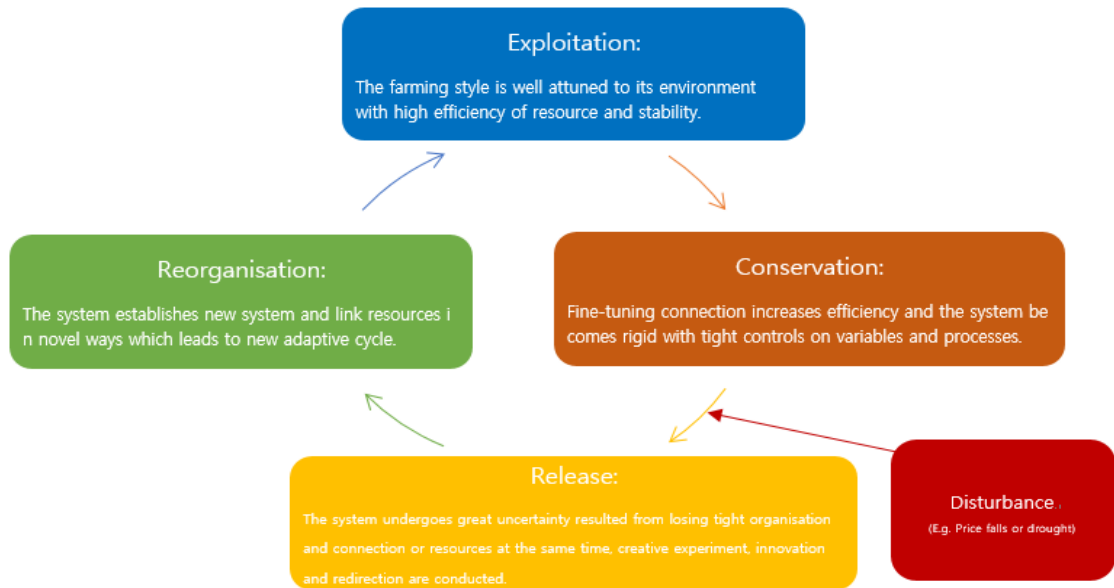 Exploitation:
The farming style is well attuned to its environment
with high efficiency of resource and stability.
Reorganisation:
The system establishes new system and link resources i
n novel ways which leads to new adaptive cycle.
Conservation:
Fine-tuning connection increases efficiency and the system be
comes rigid with tight controls on variables and processes.
Release:
The system undergoes great uncertainty resulted from losing tight organisation
and connection or resources at the same time, creative experiment, innovation
and redirection are conducted.
Disturbance.
(E.g. Price falls or drought)